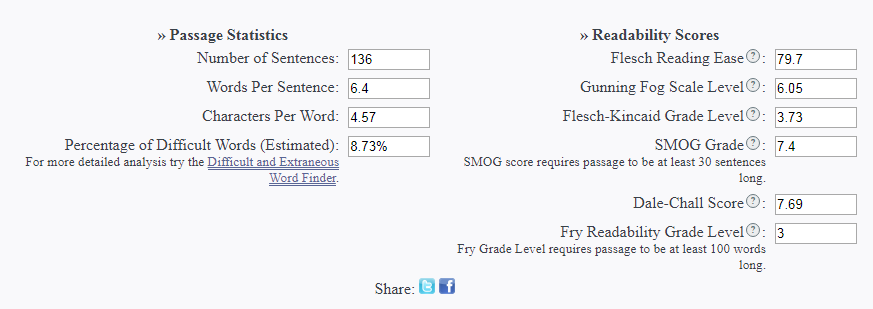 » Passage Statistics
Number of Sentences: 136
Words Per Sentence: 6.4
Characters Per Word: 4.57
Percentage of Difficult Words (Estimated): 8.73%
For more detailed analysis try the Difficult and Extraneous
Word Finder.
» Readability Scores
Flesch Reading Ease ? : 79.7
Gunning Fog Scale Level ? : 6.05
Flesch-Kincaid Grade Level ? : 3.73
SMOG Grade ? : 7.4
SMOG score requires passage to be at least 30 sentences
long.
Dale-Chall Score ? : 7.69
Fry Readability Grade Level ? : 3
Fry Grade Level requires passage to be at least 100 words
long.
Share: